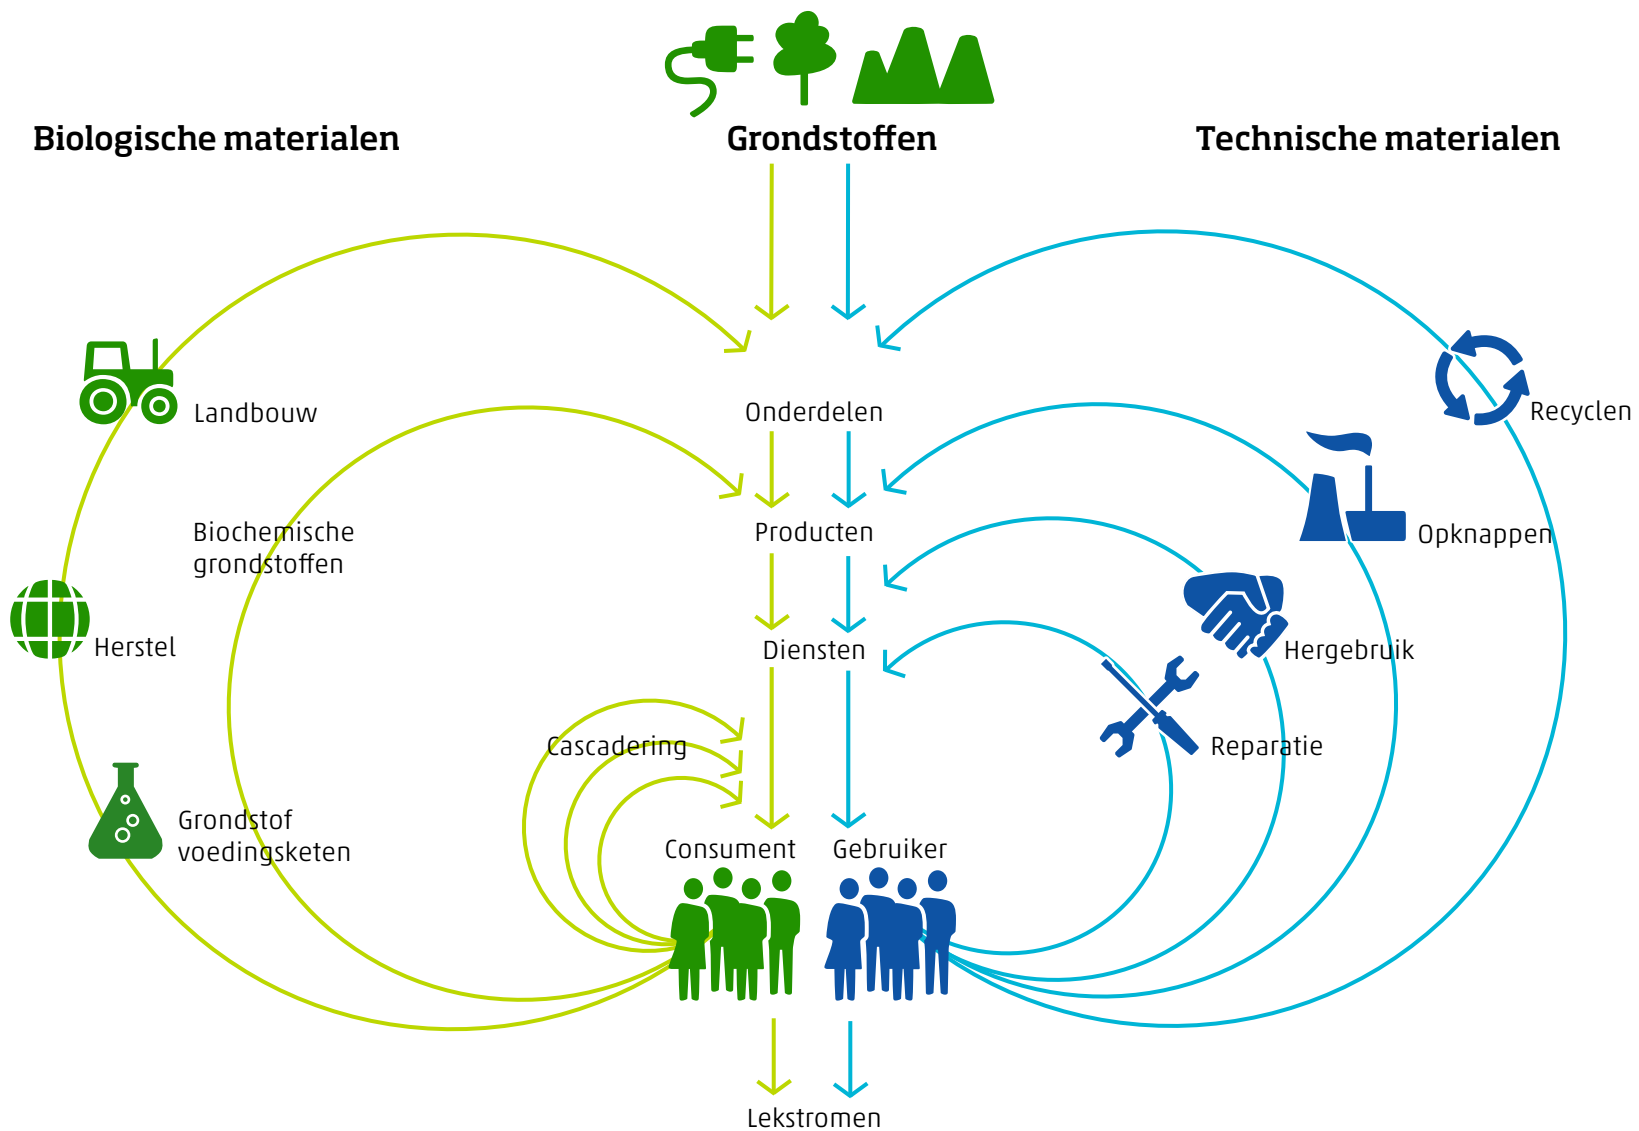 Biologische materialen
Grondstoffen
Technische materialen
Landbouw
Onderdelen
Recyclen
Biochemische
grondstoffen
Producten
Opknappen
Herstel
Diensten
Hergebruik
Cascadering
Reparatie
Grondstof
voedingsketen
Consument
Gebruiker
Lekstromen